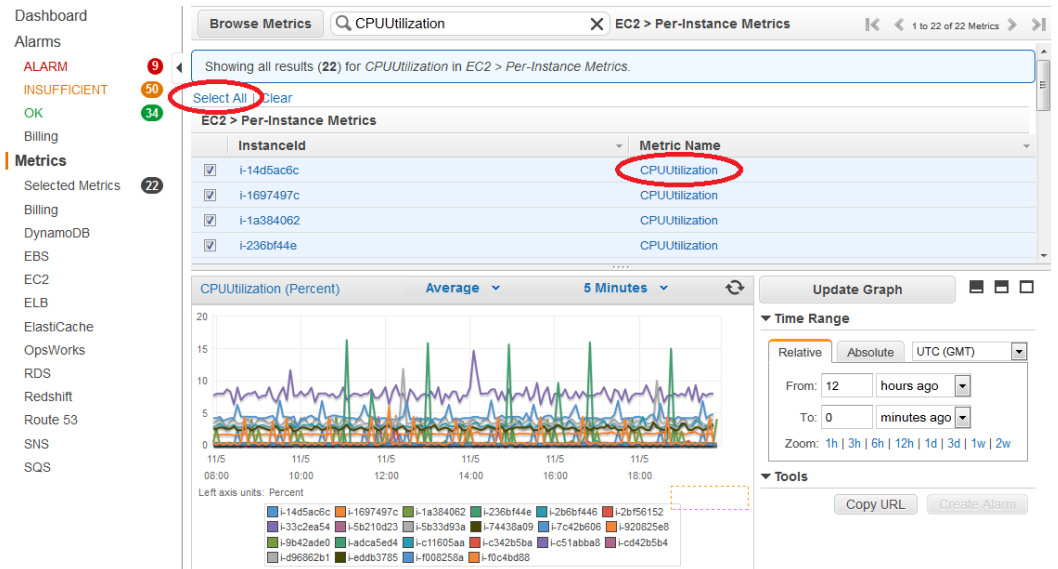 Dashboard
Alarms
ALARM 9
INSUFFICIENT 50
OK 34
Billing
Metrics
Selected Metrics 22
Billing
DynamoDB
EBS
EC2
ELB
ElastiCache
OpsWorks
RDS
Redshift
Route 53
SNS
SQS
Browse Metrics CPUUtilization EC2 > Per-Instance Metrics 1 to 22 of 22 Metrics
Showing all results (22) for CPUUtilization in EC2 > Per-Instance Metrics.
Select All | Clear
EC2 > Per-Instance Metrics
InstanceId Metric Name
i-14d5ac6c CPUUtilization
i-1697497c CPUUtilization
i-1a384062 CPUUtilization
i-236bf44e CPUUtilization
CPUUtilization (Percent) Average 5 Minutes
20
15
10
5
0
11/5 11/5 11/5 11/5 11/5 11/5
08:00 10:00 12:00 14:00 16:00 18:00
Left axis units: Percent
i-14d5ac6c i-1697497c i-1a384062 i-236bf44e i-2b6bf446 i-2bf56152
i-33c2ea54 i-5b210d23 i-5b33d93a i-74438a09 i-7c42b606 i-920825e8
i-9b42ade0 i-adca5ed4 i-c11605aa i-c342b5ba i-c51abba8 i-cd42b5b4
i-d96862b1 i-eddb3785 i-f008258a i-f0c4bd88
Update Graph
Time Range
Relative Absolute UTC (GMT)
From: 12 hours ago
To: 0 minutes ago
Zoom: 1h | 3h | 6h | 12h | 1d | 3d | 1w | 2w
Tools
Copy URL Create Alarm